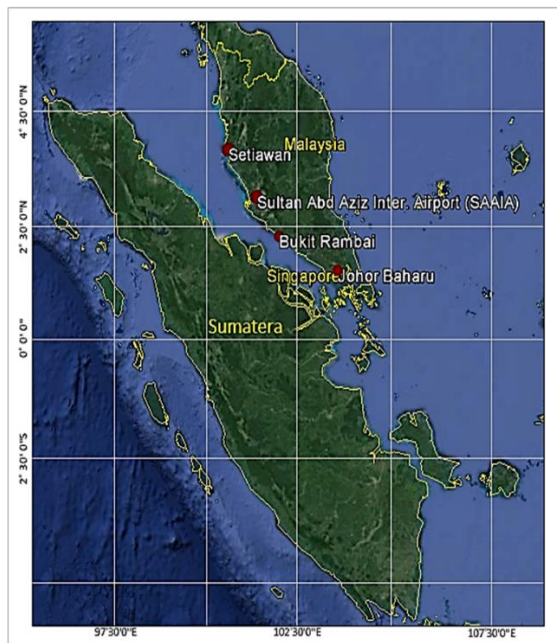 4° 30' 0"N
Malaysia
Setiawan
Sultan Abd Aziz Inter. Airport (SAAIA)
2° 30' 0"N
Bukit Rambai
Singapore
Johor Baharu
Sumatera
0° 0' 0"
2° 30' 0"S
97°30'0"E
102°30'0"E
107°30'0"E